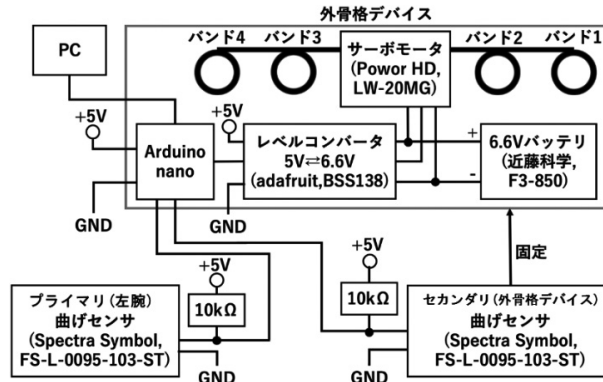 外骨格デバイス
PC
バンド4
バンド3
サーボモータ
(Powor HD,
LW-20MG)
バンド2
バンド1
+5V
Arduino
nano
GND
+5V
レベルコンバータ
5V⇄6.6V
(adafruit,BSS138)
GND
+
-
6.6Vバッテリ
(近藤科学,
F3-850)
固定
+5V
10kΩ
プライマリ(左腕)
曲げセンサ
(Spectra Symbol,
FS-L-0095-103-ST)
GND
+5V
10kΩ
セカンダリ(外骨格デバイス)
曲げセンサ
(Spectra Symbol,
FS-L-0095-103-ST)
GND